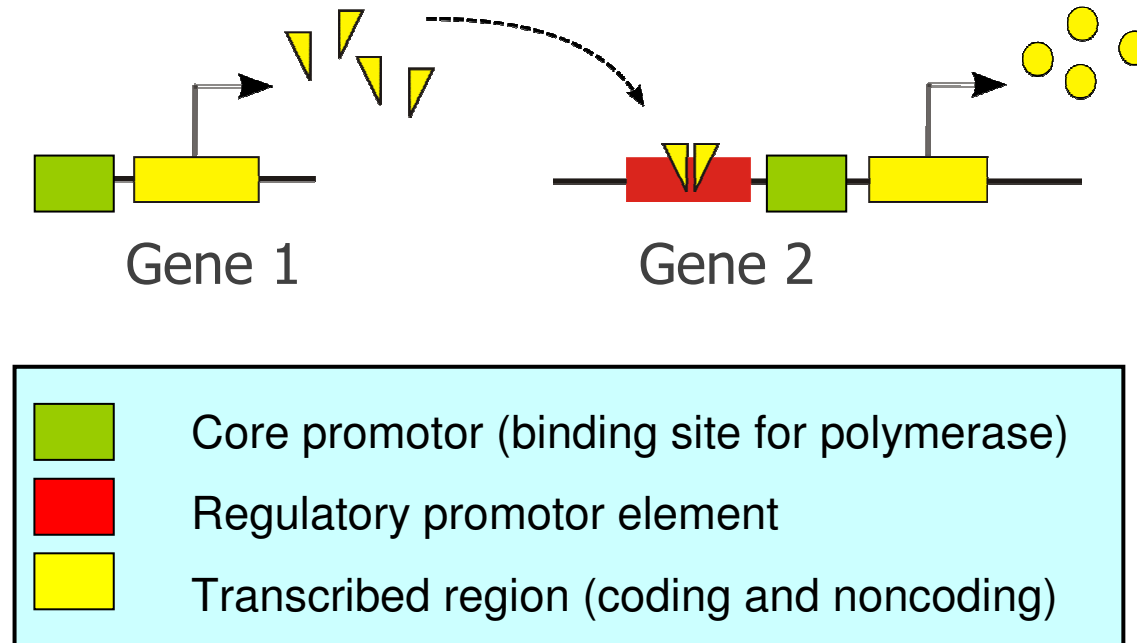 Gene 1
Gene 2
Core promotor (binding site for polymerase)
Regulatory promotor element
Transcribed region (coding and noncoding)